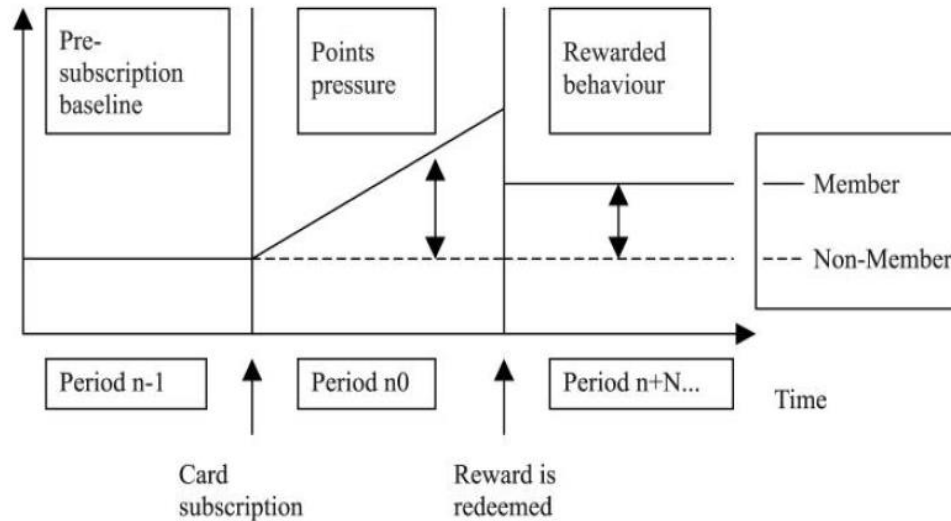 Pre-
subscription
baseline
Points
pressure
Rewarded
behaviour
Member
Non-Member
Period n-1
Period n0
Period n+N...
Time
Card
subscription
Reward is
redeemed